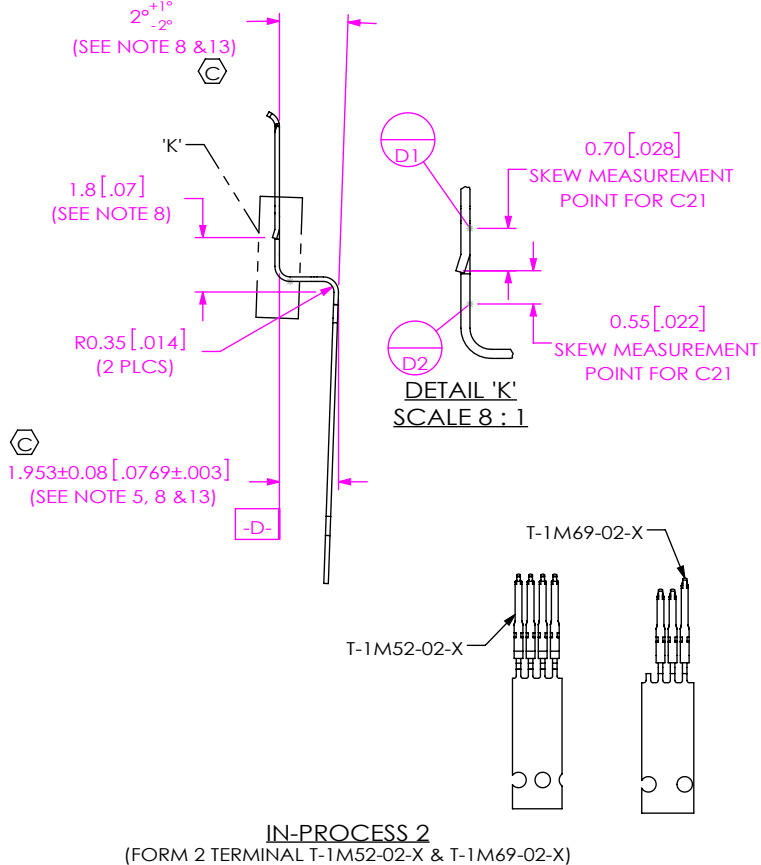 2°+1° -2°
(SEE NOTE 8 &13)
C
'K'
1.8 [.07]
(SEE NOTE 8)
R0.35 [.014]
(2 PLCS)
C
1.953±0.08 [.0769±.003]
(SEE NOTE 5, 8 &13)
-D-
D1
0.70 [.028]
SKEW MEASUREMENT
POINT FOR C21
D2
0.55 [.022]
SKEW MEASUREMENT
POINT FOR C21
DETAIL 'K'
SCALE 8 : 1
T-1M69-02-X
T-1M52-02-X
IN-PROCESS 2
(FORM 2 TERMINAL T-1M52-02-X & T-1M69-02-X)